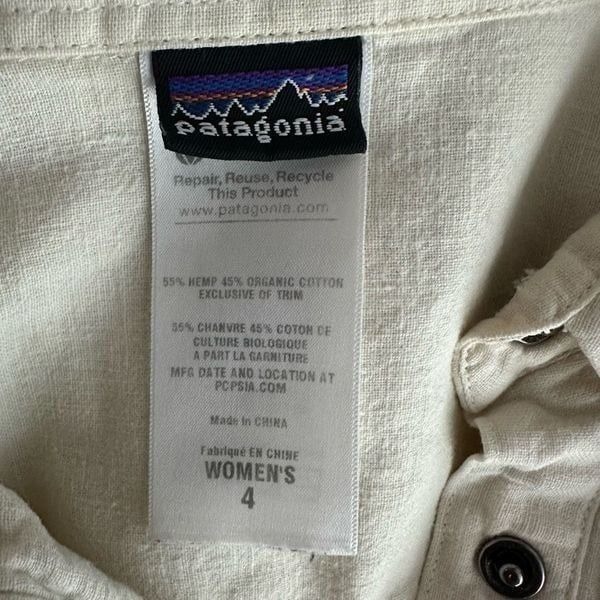 patagonia
Repair, Reuse, Recycle
This Product
www.patagonia.com
55% HEMP 45% ORGANIC COTTON
EXCLUSIVE OF TRIM
55% CHANVRE 45% COTON DE
CULTURE BIOLOGIQUE
A PART LA GARNITURE
MFG DATE AND LOCATION AT
PCPSIA.COM
Made in CHINA
Fabriqué EN CHINE
WOMEN'S
4